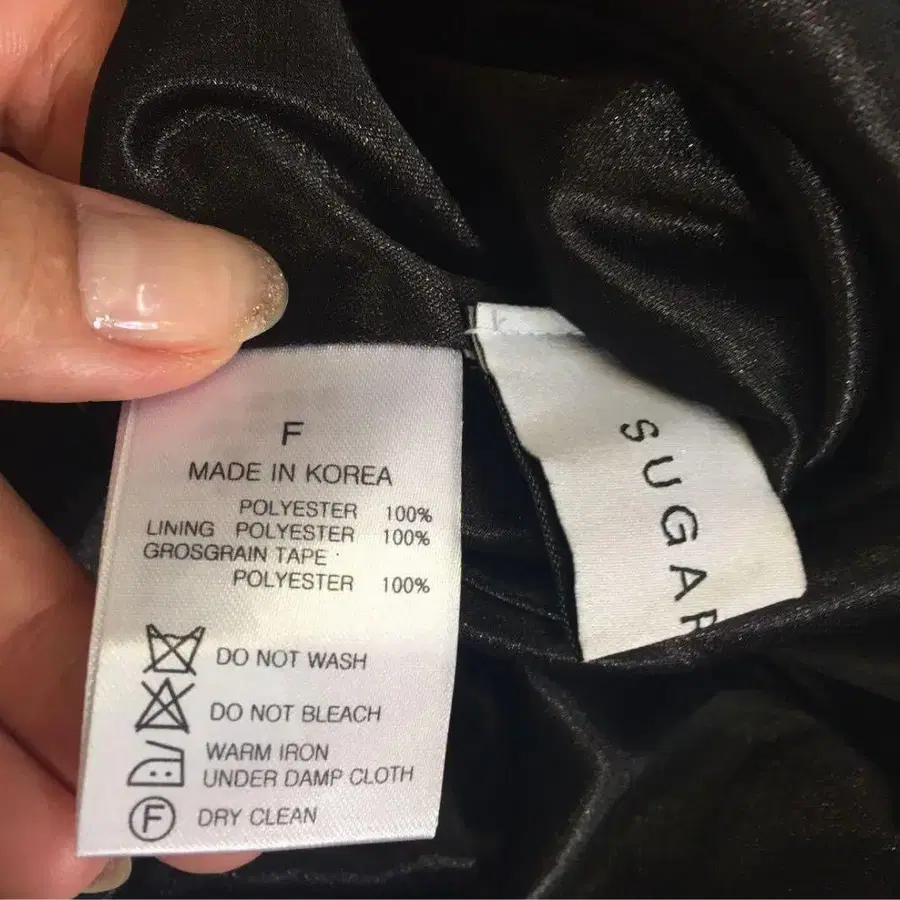 F
MADE IN KOREA
POLYESTER 100%
LINING POLYESTER 100%
GROSGRAIN TAPE
POLYESTER 100%
DO NOT WASH
DO NOT BLEACH
WARM IRON
UNDER DAMP CLOTH
F DRY CLEAN
SUGAR